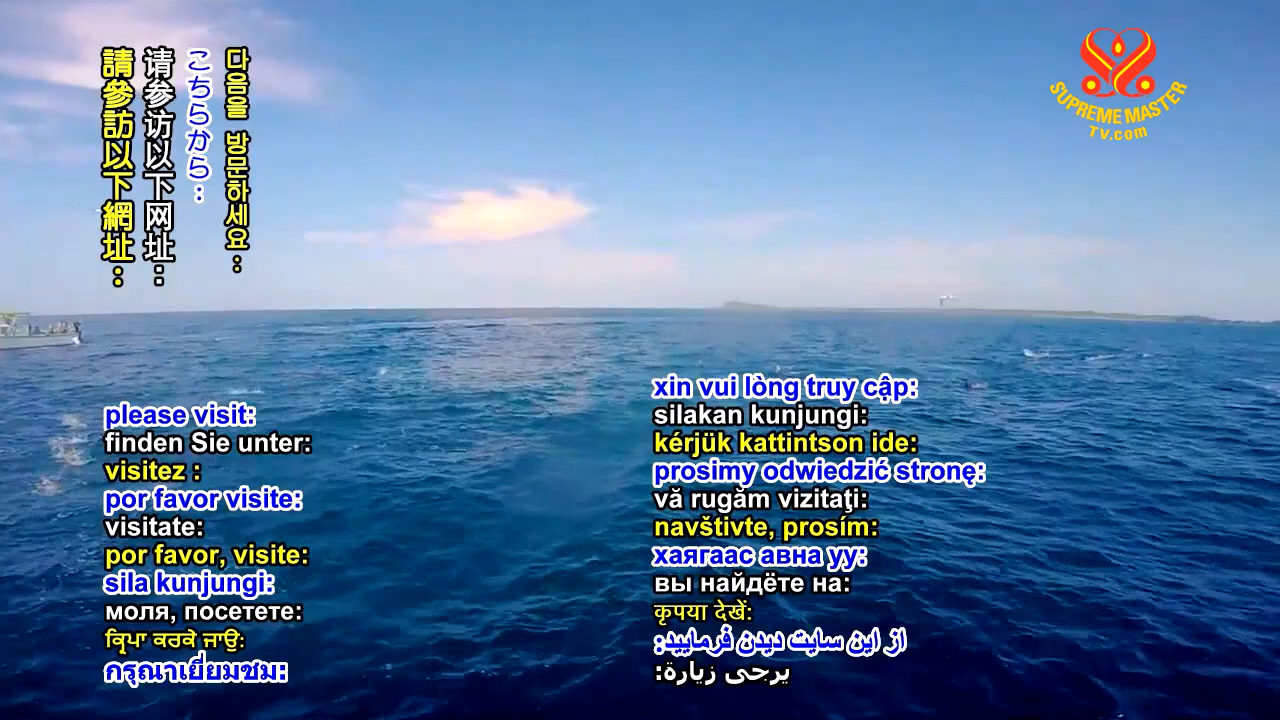 請參訪以下網址：
请参访以下网址：
こちらから：
다음을 방문하세요：
SUPREME MASTER
TV.com
please visit:
finden Sie unter:
visitez :
por favor visite:
visitate:
por favor, visite:
sila kunjungi:
моля, посетете:
ਕ੍ਰਿਪਾ ਕਰਕੇ ਜਾਉ:
กรุณาเยี่ยมชม:
xin vui lòng truy cập:
silakan kunjungi:
kérjük kattintson ide:
prosimy odwiedzić stronę:
vă rugăm vizitaţi:
navštivte, prosím:
хаягаас авна уу:
вы найдёте на:
कृपया देखें:
از این سایت دیدن فرمایید:
يرجى زيارة: